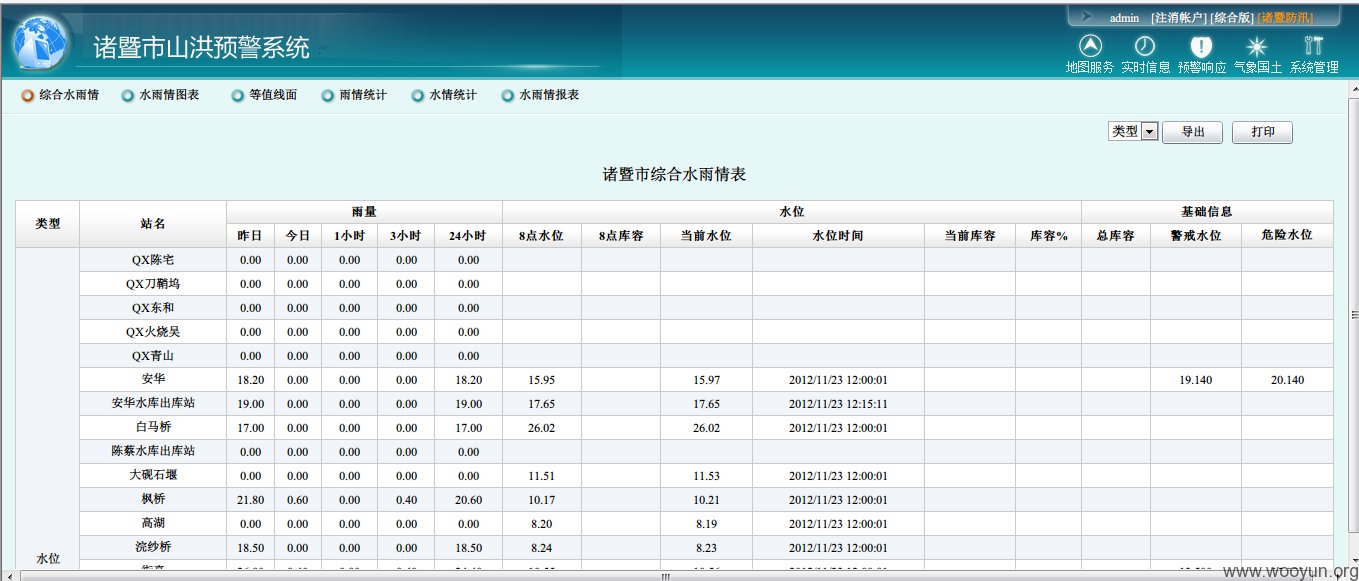 admin [注消帐户] [综合版] [诸暨防汛]
诸暨市山洪预警系统
地图服务 实时信息 预警响应 气象国土 系统管理
综合水雨情 水雨情图表 等值线面 雨情统计 水情统计 水雨情报表
类型 导出 打印
诸暨市综合水雨情表
类型 站名 雨量 水位 基础信息
昨日 今日 1小时 3小时 24小时 8点水位 8点库容 当前水位 水位时间 当前库容 库容% 总库容 警戒水位 危险水位
QX陈宅 0.00 0.00 0.00 0.00 0.00
QX刀鞘坞 0.00 0.00 0.00 0.00 0.00
QX东和 0.00 0.00 0.00 0.00 0.00
QX火烧吴 0.00 0.00 0.00 0.00 0.00
QX青山 0.00 0.00 0.00 0.00 0.00
安华 18.20 0.00 0.00 0.00 18.20 15.95 15.97 2012/11/23 12:00:01 19.140 20.140
安华水库出库站 19.00 0.00 0.00 0.00 19.00 17.65 17.65 2012/11/23 12:15:11
白马桥 17.00 0.00 0.00 0.00 17.00 26.02 26.02 2012/11/23 12:00:01
陈蔡水库出库站 0.00 0.00 0.00 0.00 0.00
大砚石堰 0.00 0.00 0.00 0.00 0.00 11.51 11.53 2012/11/23 12:00:01
枫桥 21.80 0.60 0.00 0.40 20.60 10.17 10.21 2012/11/23 12:00:01
高湖 0.00 0.00 0.00 0.00 0.00 8.20 8.19 2012/11/23 12:00:01
浣纱桥 18.50 0.00 0.00 0.00 18.50 8.24 8.23 2012/11/23 12:00:01
水位
www.wooyun.org